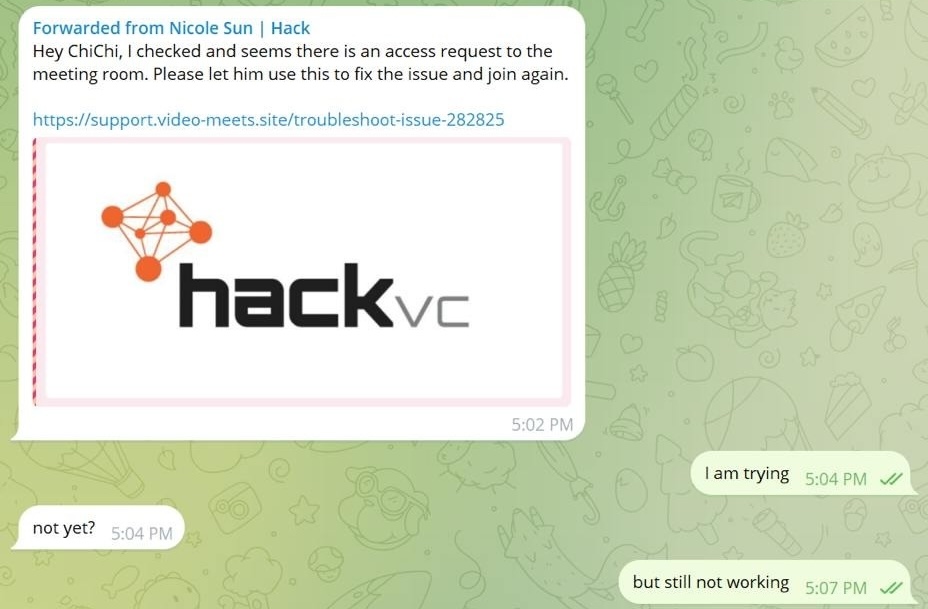 Forwarded from Nicole Sun | Hack
Hey ChiChi, I checked and seems there is an access request to the
meeting room. Please let him use this to fix the issue and join again.
https://support.video-meets.site/troubleshoot-issue-282825
hackvc
5:02 PM
I am trying 5:04 PM
not yet? 5:04 PM
but still not working 5:07 PM